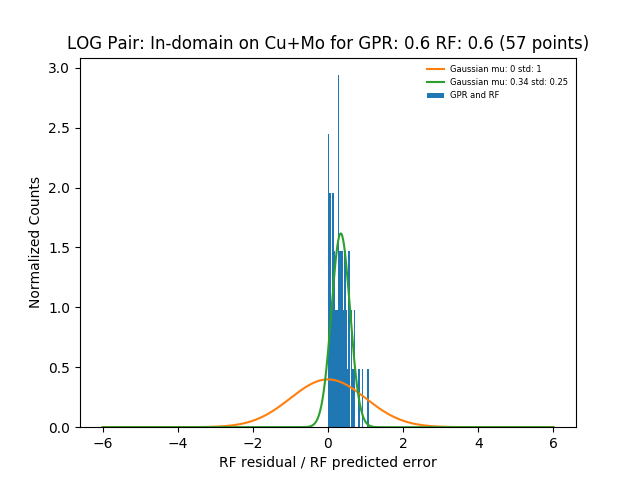 LOG Pair: In-domain on Cu+Mo for GPR: 0.6 RF: 0.6 (57 points)
Gaussian mu: 0 std: 1
Gaussian mu: 0.34 std: 0.25
GPR and RF
3.0
2.5
2.0
1.5
1.0
0.5
0.0
Normalized Counts
−6 −4 −2 0 2 4 6
RF residual / RF predicted error